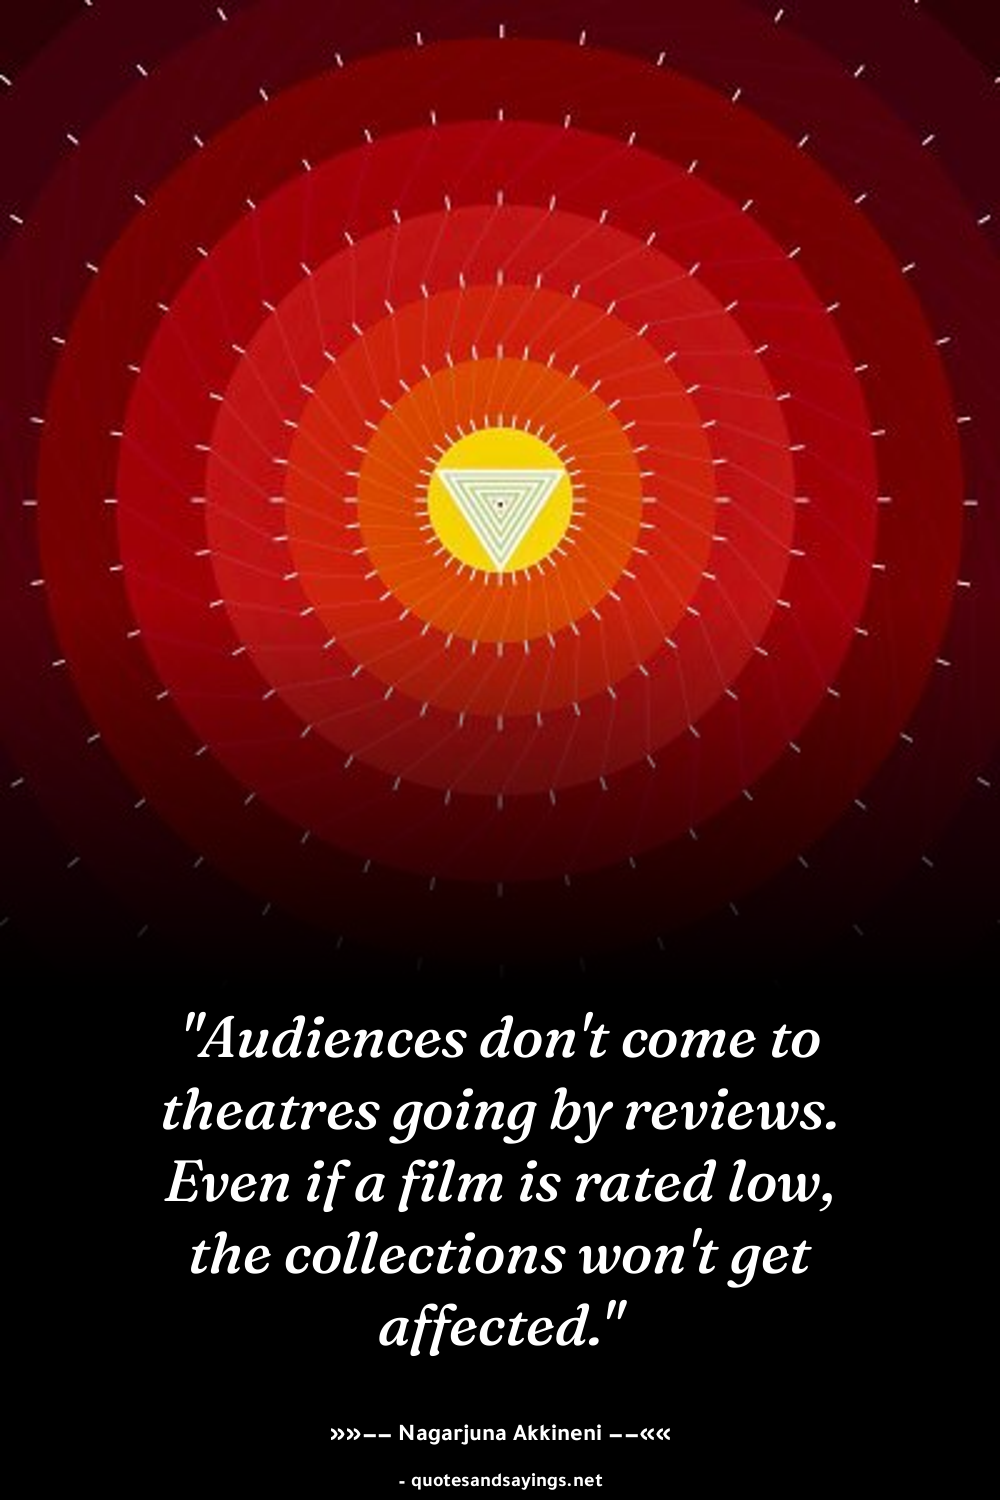 "Audiences don't come to
theatres going by reviews.
Even if a film is rated low,
the collections won't get
affected."
»»−− Nagarjuna Akkineni −−««
- quotesandsayings.net